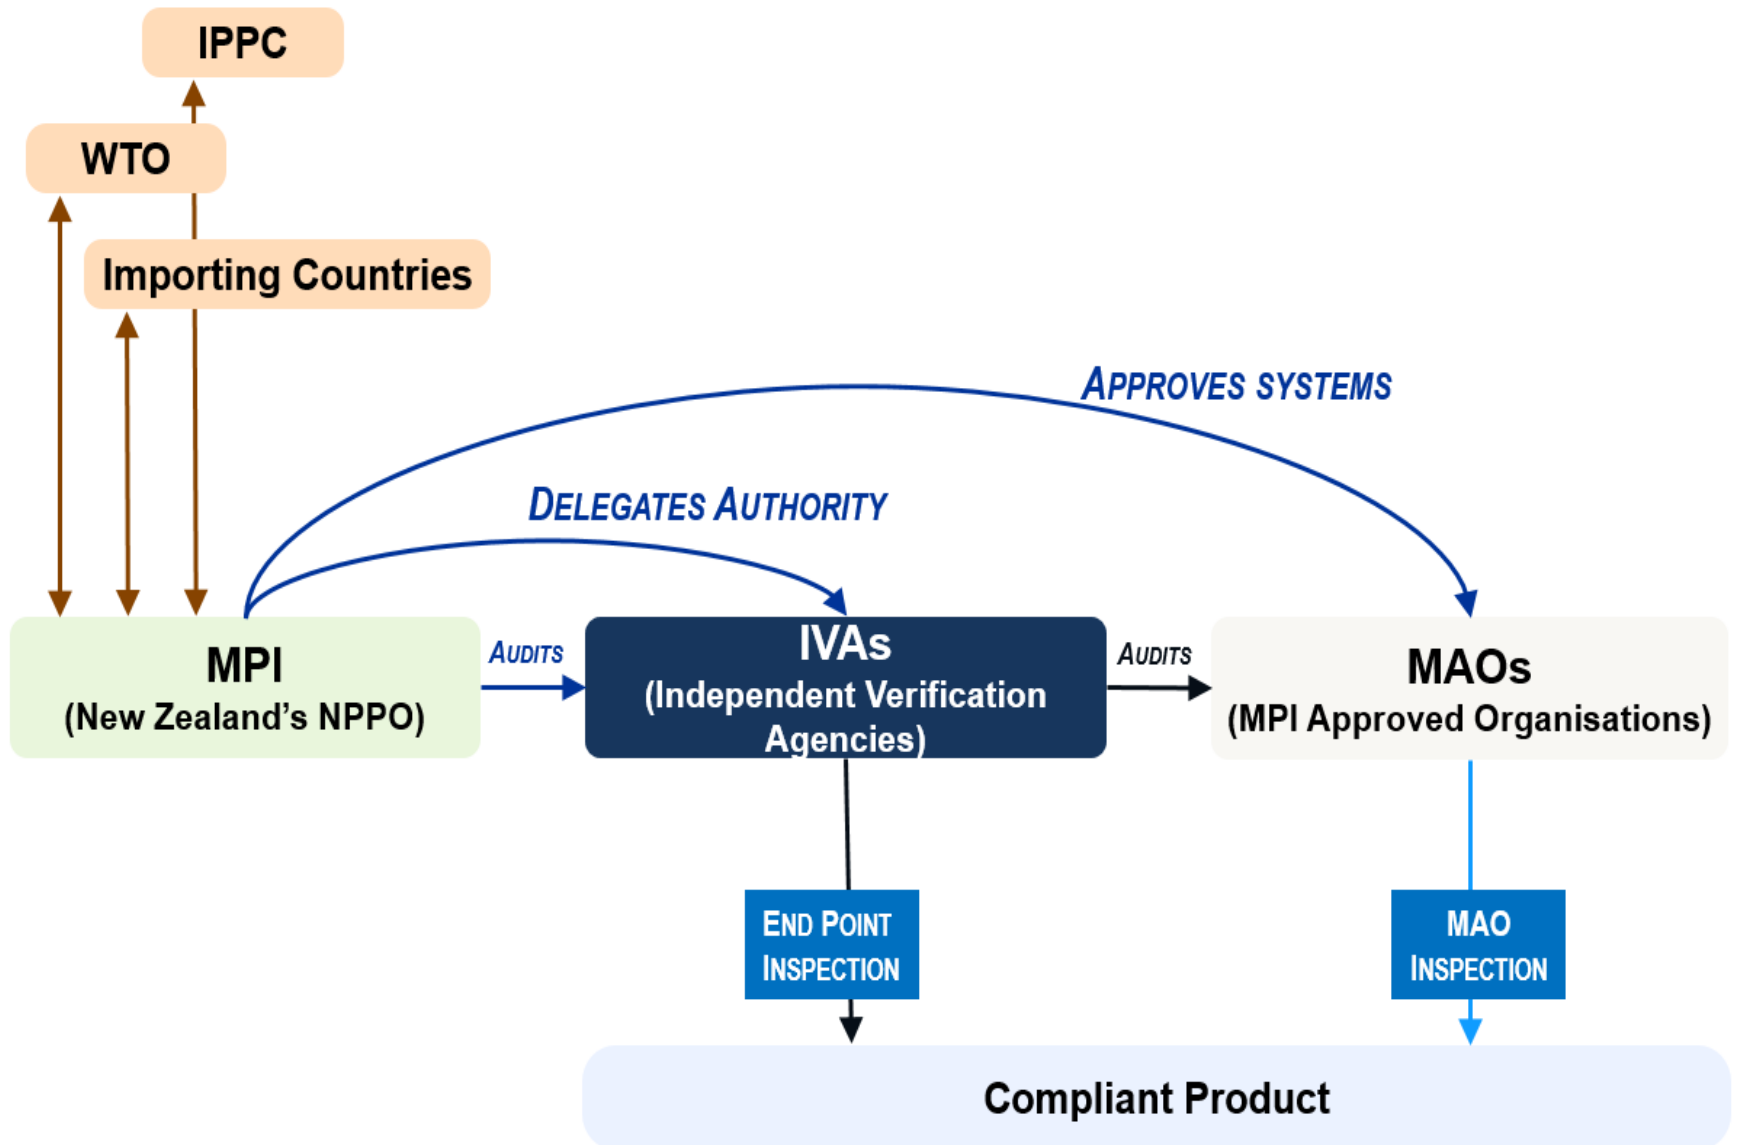 IPPC
WTO
Importing Countries
APPROVES SYSTEMS
DELEGATES AUTHORITY
MPI
(New Zealand's NPPO)
AUDITS
IVAs
(Independent Verification
Agencies)
AUDITS
MAOs
(MPI Approved Organisations)
END POINT
INSPECTION
MAO
INSPECTION
Compliant Product